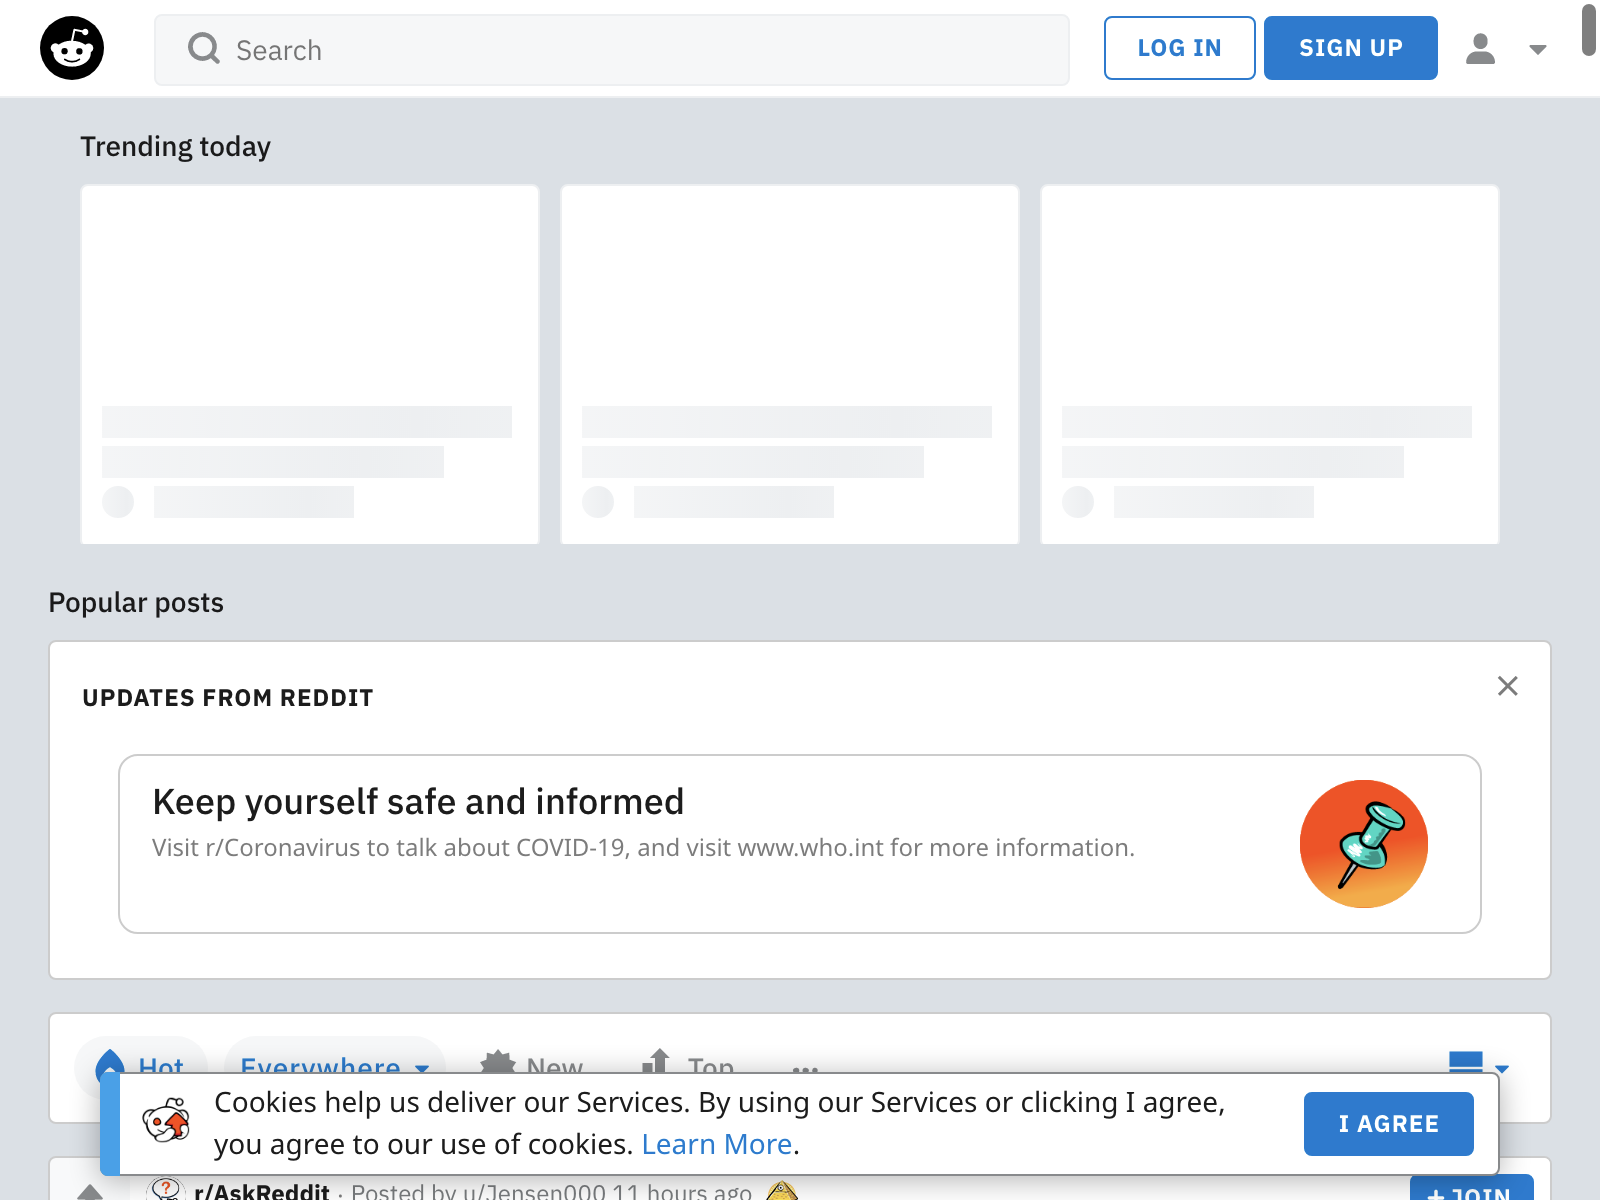 Search
LOG IN
SIGN UP
Trending today
Popular posts
UPDATES FROM REDDIT
Keep yourself safe and informed
Visit r/Coronavirus to talk about COVID-19, and visit www.who.int for more information.
Hot
Everywhere
New
Top
Cookies help us deliver our Services. By using our Services or clicking I agree,
you agree to our use of cookies. Learn More.
I AGREE
r/AskReddit · Posted by u/Jensen000 11 hours ago
+ JOIN